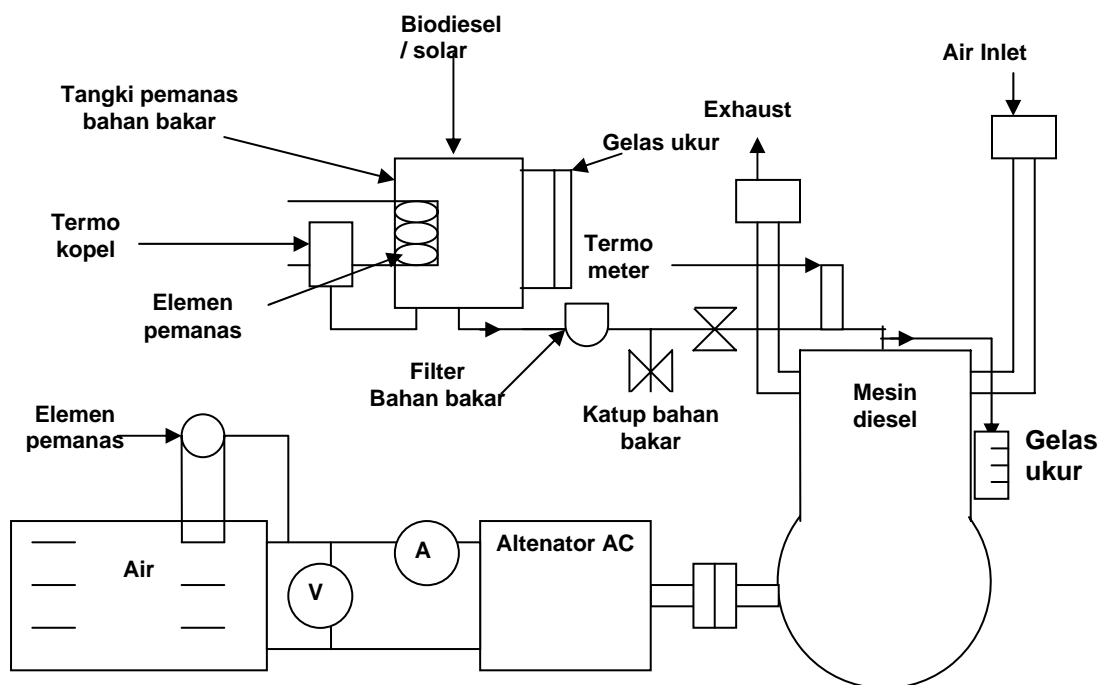 Biodiesel
/ solar
Air Inlet
Tangki pemanas
bahan bakar
Exhaust
Gelas ukur
Termo
kopel
Termo
meter
Elemen
pemanas
Filter
Bahan bakar
Katup bahan
bakar
Mesin
diesel
Elemen
pemanas
Gelas
ukur
Air
V
A
Altenator AC